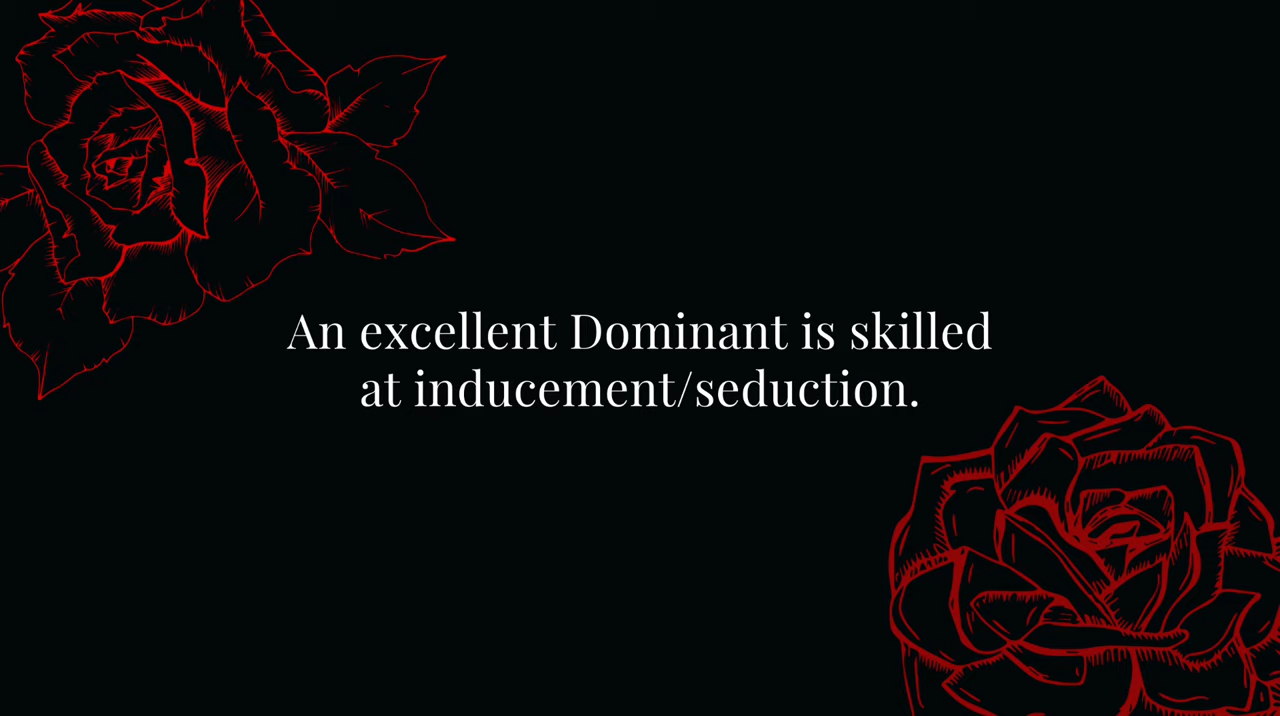 An excellent Dominant is skilled
at inducement/seduction.